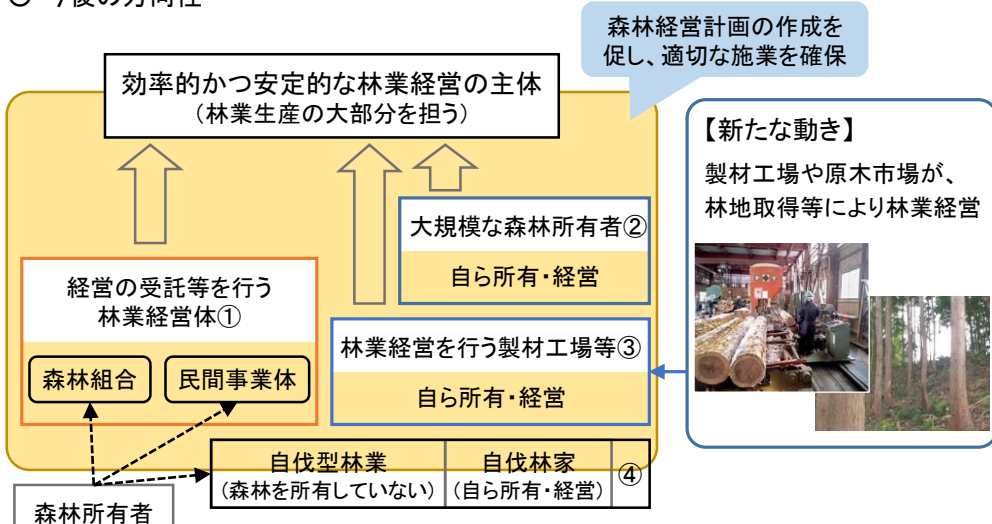 今後の方向性
森林経営計画の作成を
促し、適切な施業を確保
効率的かつ安定的な林業経営の主体
(林業生産の大部分を担う)
【新たな動き】
製材工場や原木市場が、
林地取得等により林業経営
大規模な森林所有者②
自ら所有・経営
経営の受託等を行う
林業経営体①
森林組合
民間事業体
林業経営を行う製材工場等③
自ら所有・経営
自伐型林業
(森林を所有していない)
自伐林家
(自ら所有・経営)
④
森林所有者